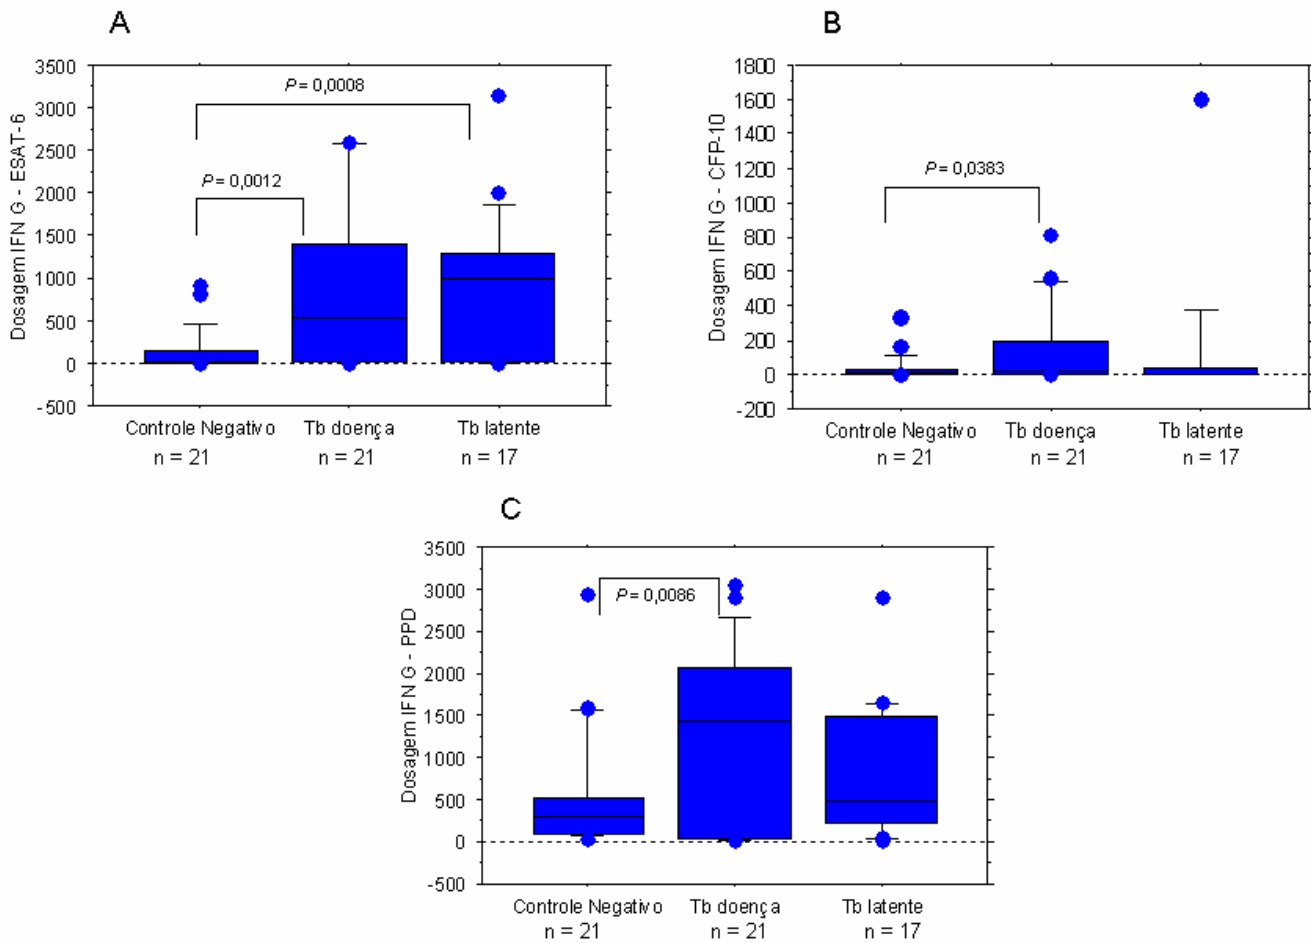 A
Dosagem IFN G - ESAT-6
3500
3000
2500
2000
1500
1000
500
0
-500
P = 0,0008
P = 0,0012
Controle Negativo
n = 21
Tb doença
n = 21
Tb latente
n = 17
B
Dosagem IFN G - CFP-10
1800
1600
1400
1200
1000
800
600
400
200
0
-200
P = 0,0383
Controle Negativo
n = 21
Tb doença
n = 21
Tb latente
n = 17
C
Dosagem IFN G - PPD
3500
3000
2500
2000
1500
1000
500
0
-500
P = 0,0086
Controle Negativo
n = 21
Tb doença
n = 21
Tb latente
n = 17